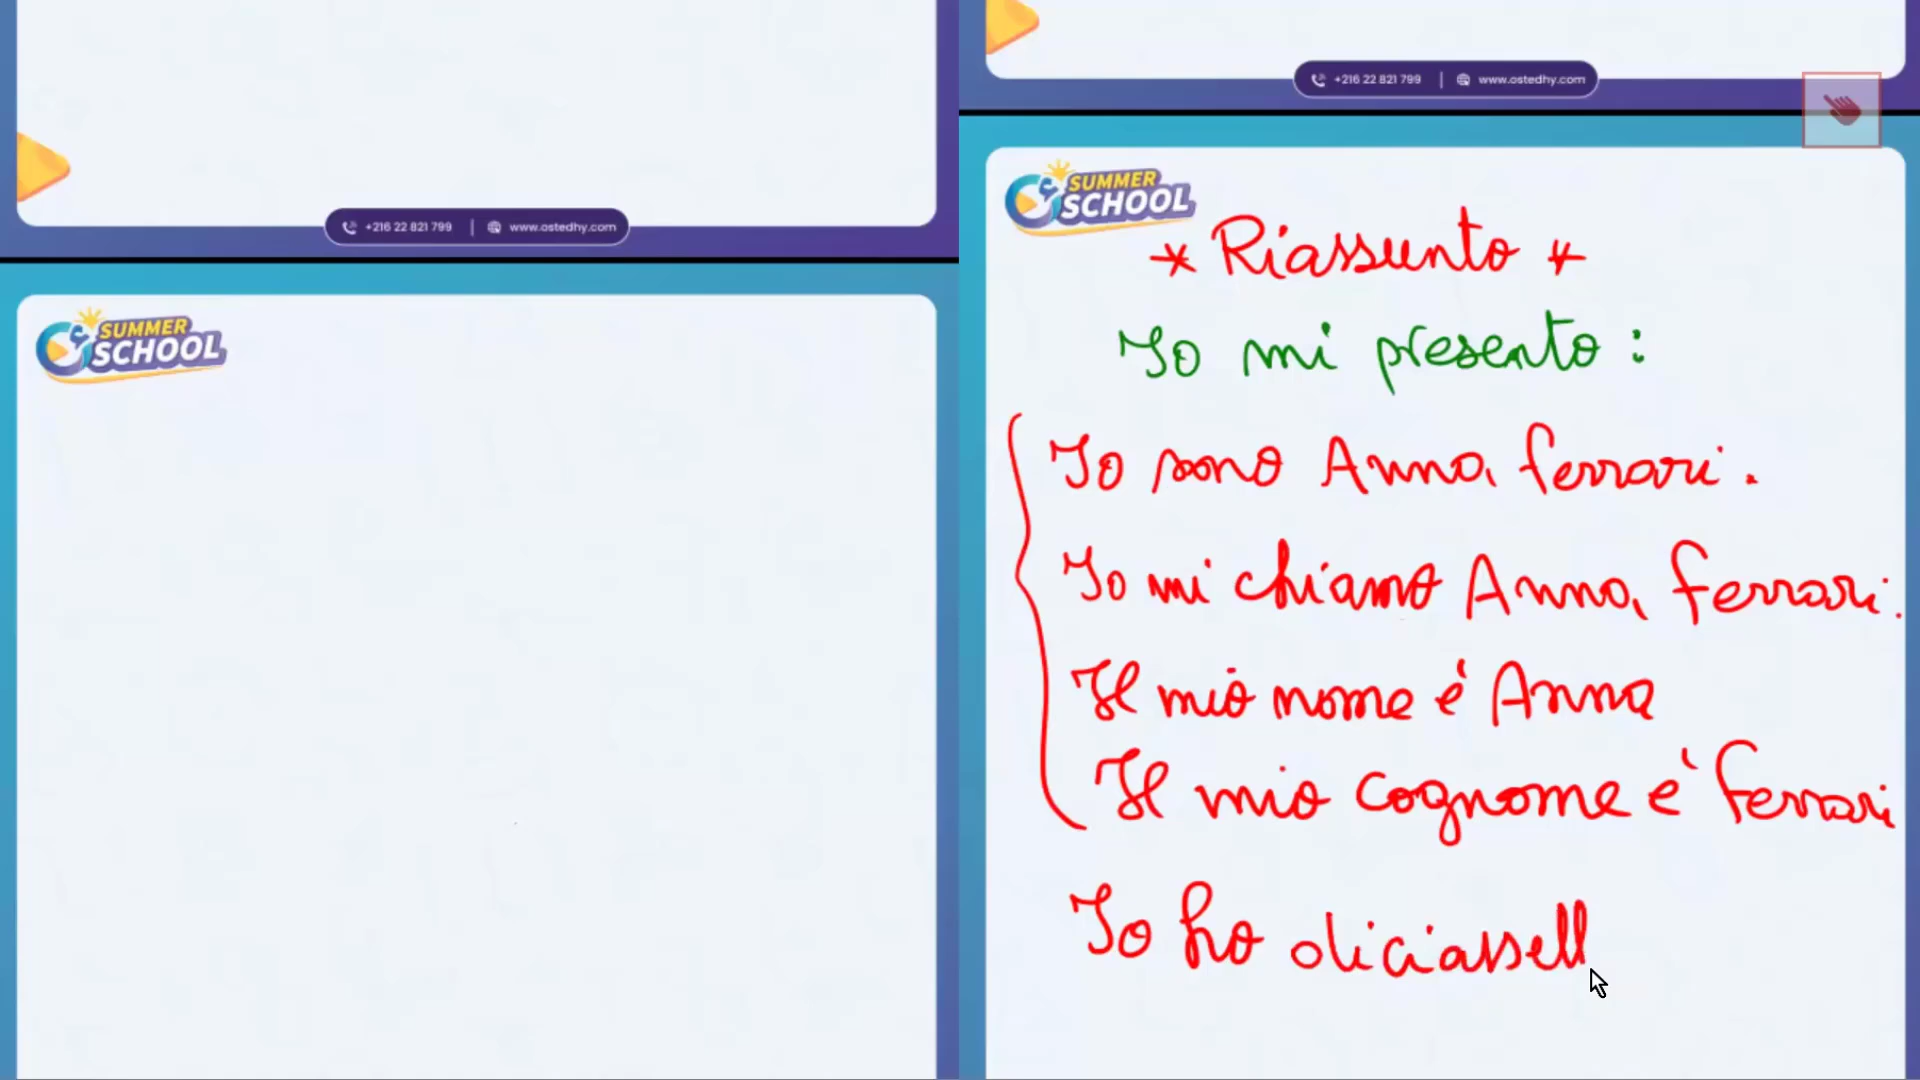 +216 22 821 799 | www.ostedhy.com
SUMMER
SCHOOL
+216 22 821 799 | www.ostedhy.com
SUMMER
SCHOOL
* Riassunto *
Io mi presento :
Io sono Anna ferrari.
Io mi chiamo Anna ferrari.
Il mio nome é Anna
Il mio cognome é ferrari
Io ho diciassell